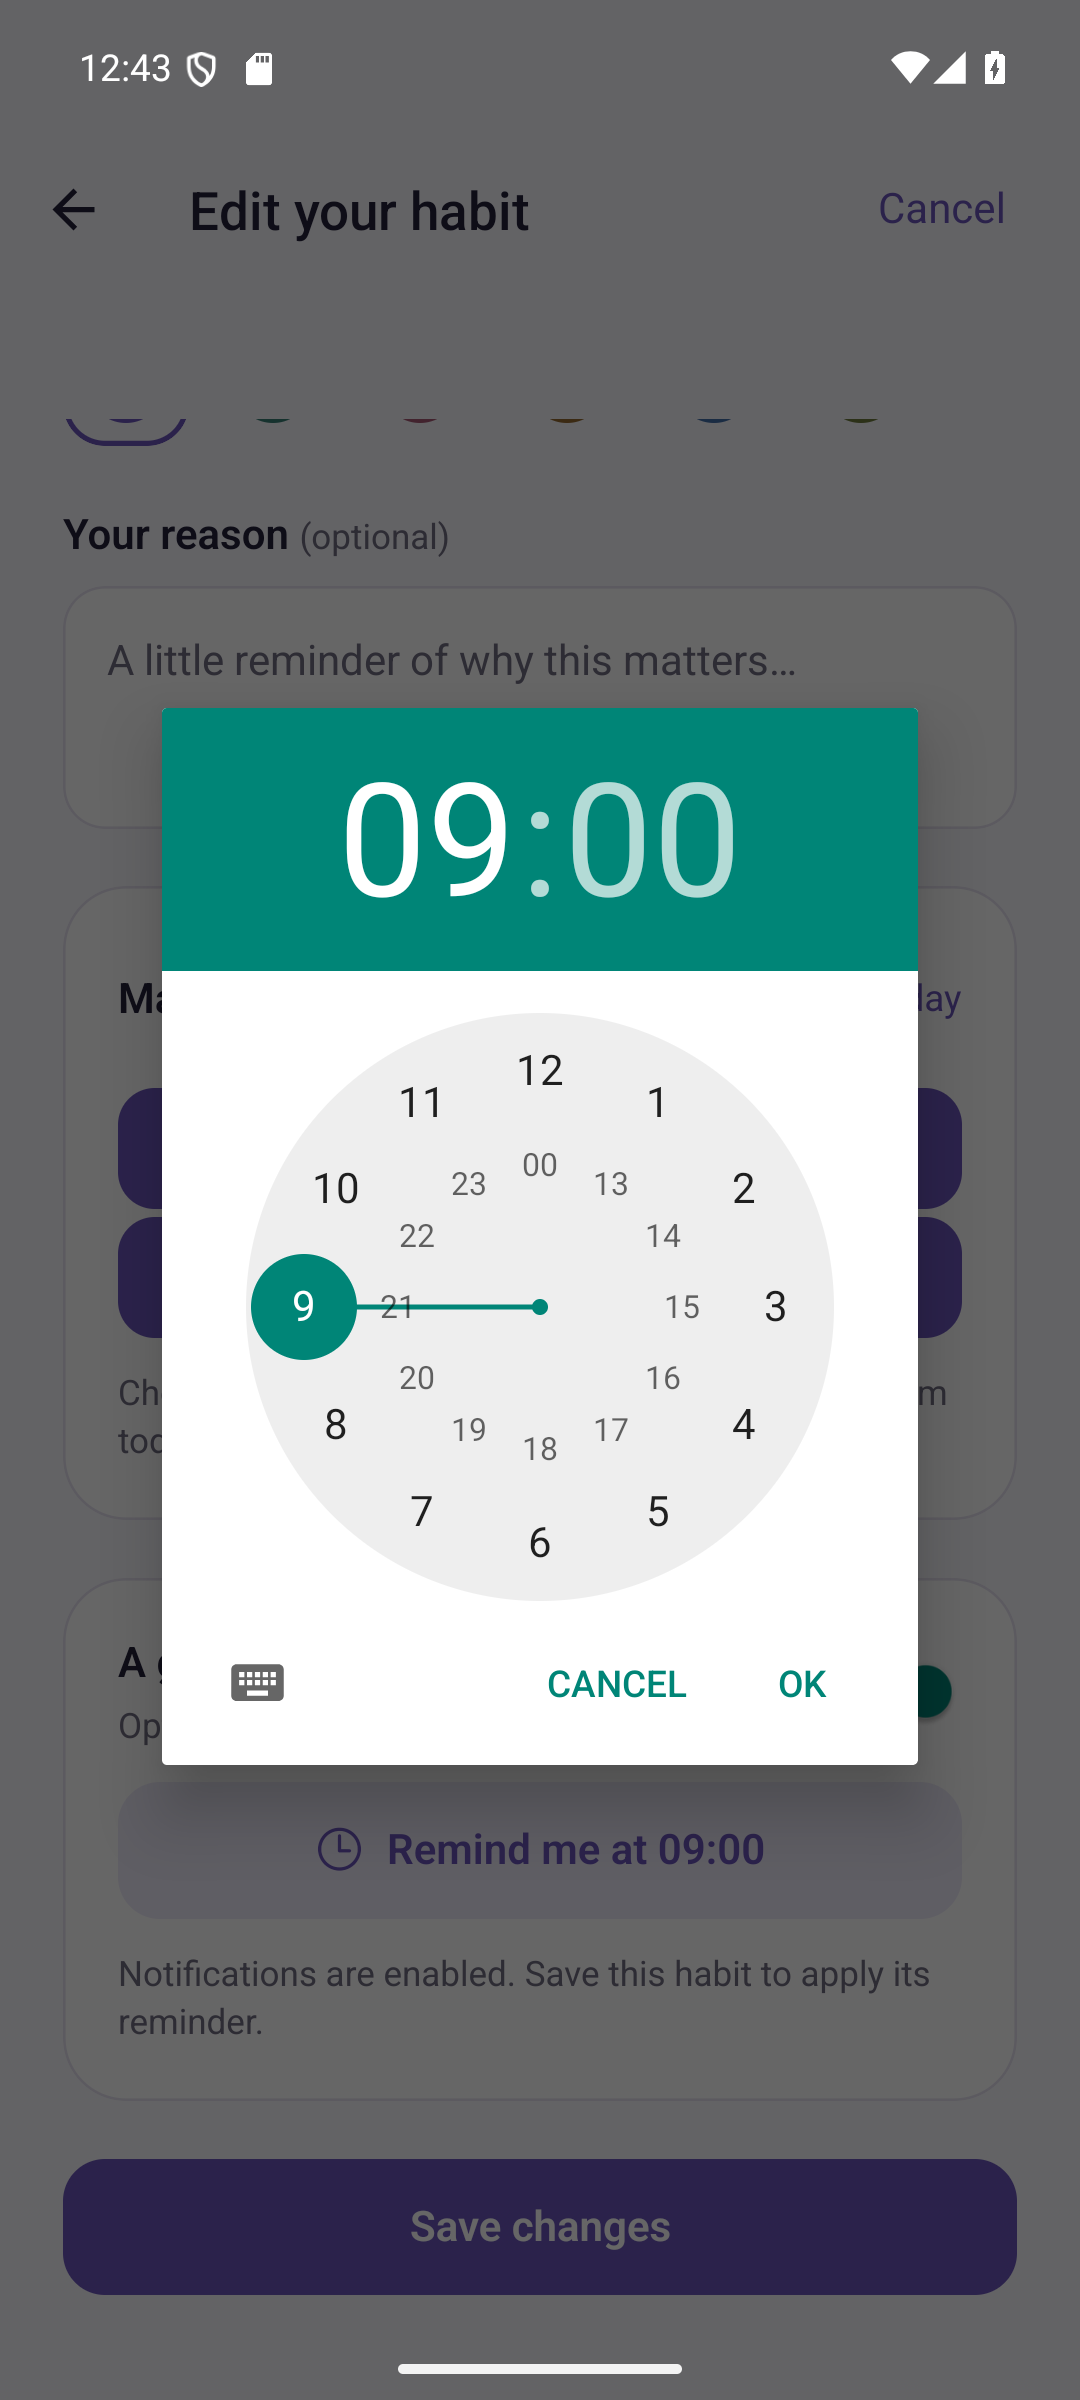 12:43
Edit your habit
Cancel
Your reason (optional)
A little reminder of why this matters...
09:00
12
11
1
10
2
00
23
13
22
14
9
21
15
3
20
16
8
4
19
17
18
7
5
6
CANCEL
OK
Remind me at 09:00
Notifications are enabled. Save this habit to apply its
reminder.
Save changes